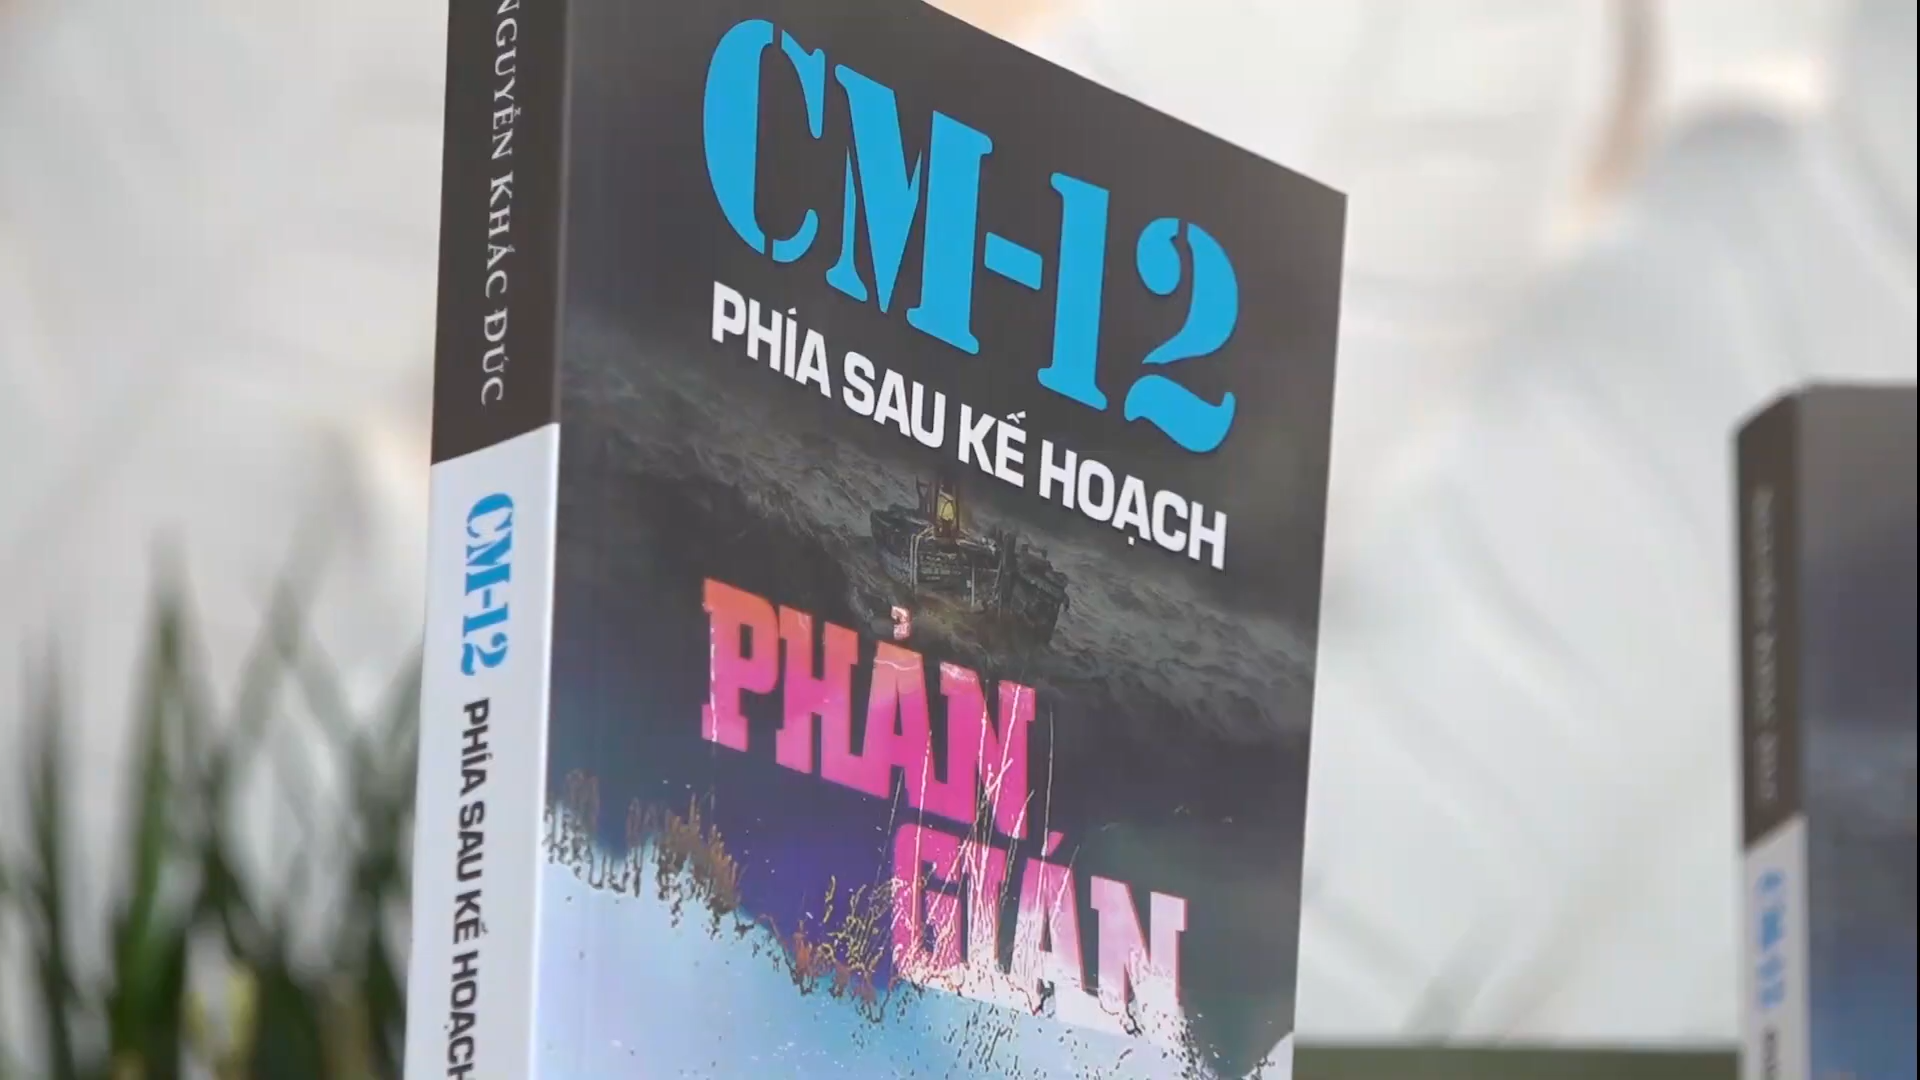 NGUYỄN KHẮC ĐỨC
CM-12 PHÍA SAU KẾ HOẠCH
CM-12
PHÍA SAU KẾ HOẠCH
PHẢN
GIÁN